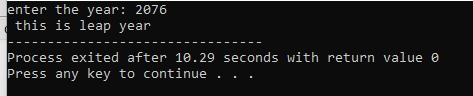 enter the year: 2076
this is leap year
--------------------------------
Process exited after 10.29 seconds with return value 0
Press any key to continue . . .